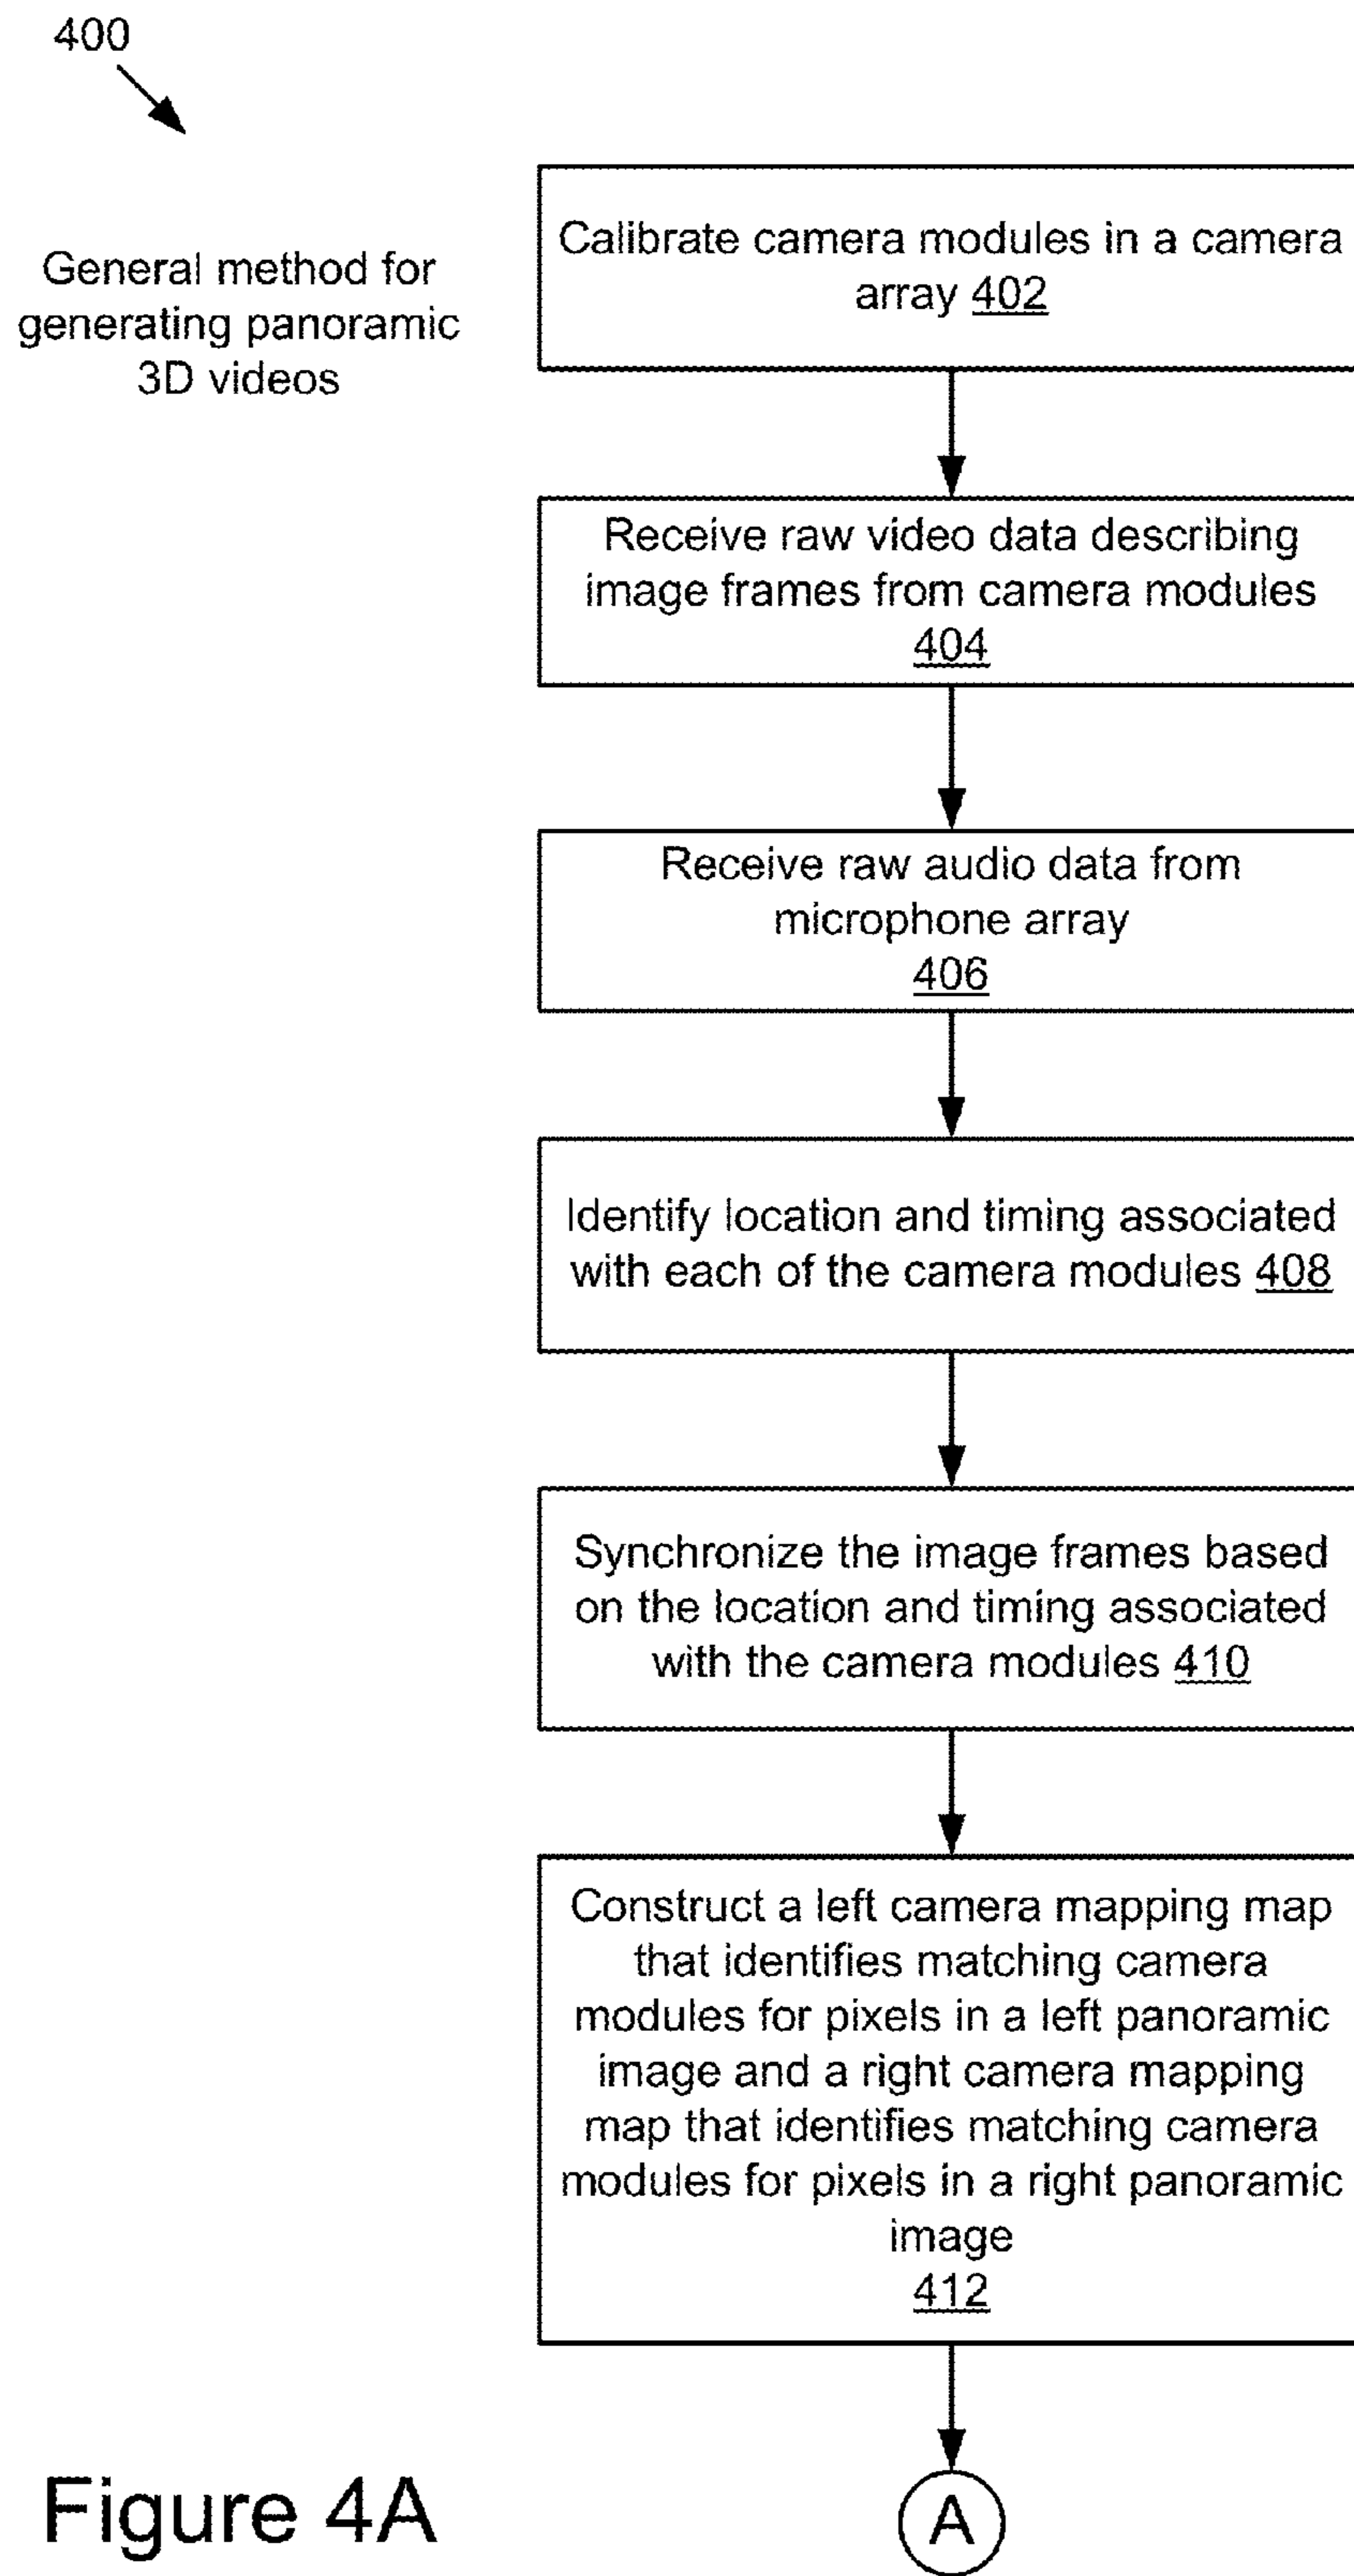 400
General method for
generating panoramic
3D videos
Calibrate camera modules in a camera
array 402
Receive raw video data describing
image frames from camera modules
404
Receive raw audio data from
microphone array
406
Identify location and timing associated
with each of the camera modules 408
Synchronize the image frames based
on the location and timing associated
with the camera modules 410
Construct a left camera mapping map
that identifies matching camera
modules for pixels in a left panoramic
image and a right camera mapping
map that identifies matching camera
modules for pixels in a right panoramic
image
412
A
Figure 4A